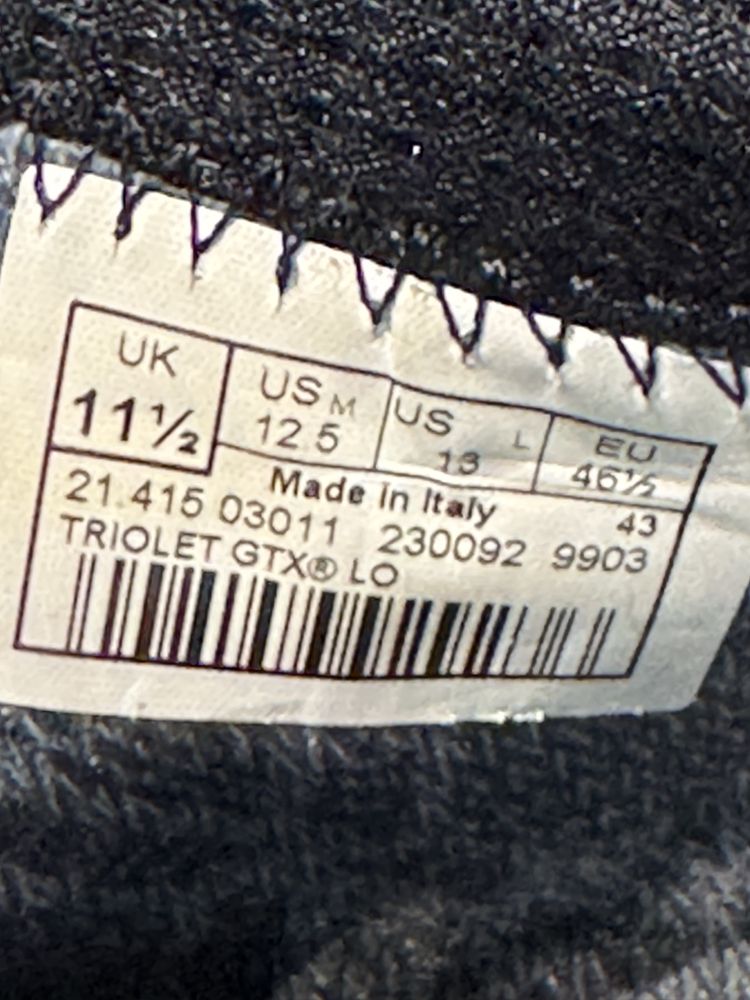 UK US M US L EU
11½ 12.5 13 46½
Made in Italy 43
21.415 03011 230092 9903
TRIOLET GTX® LO